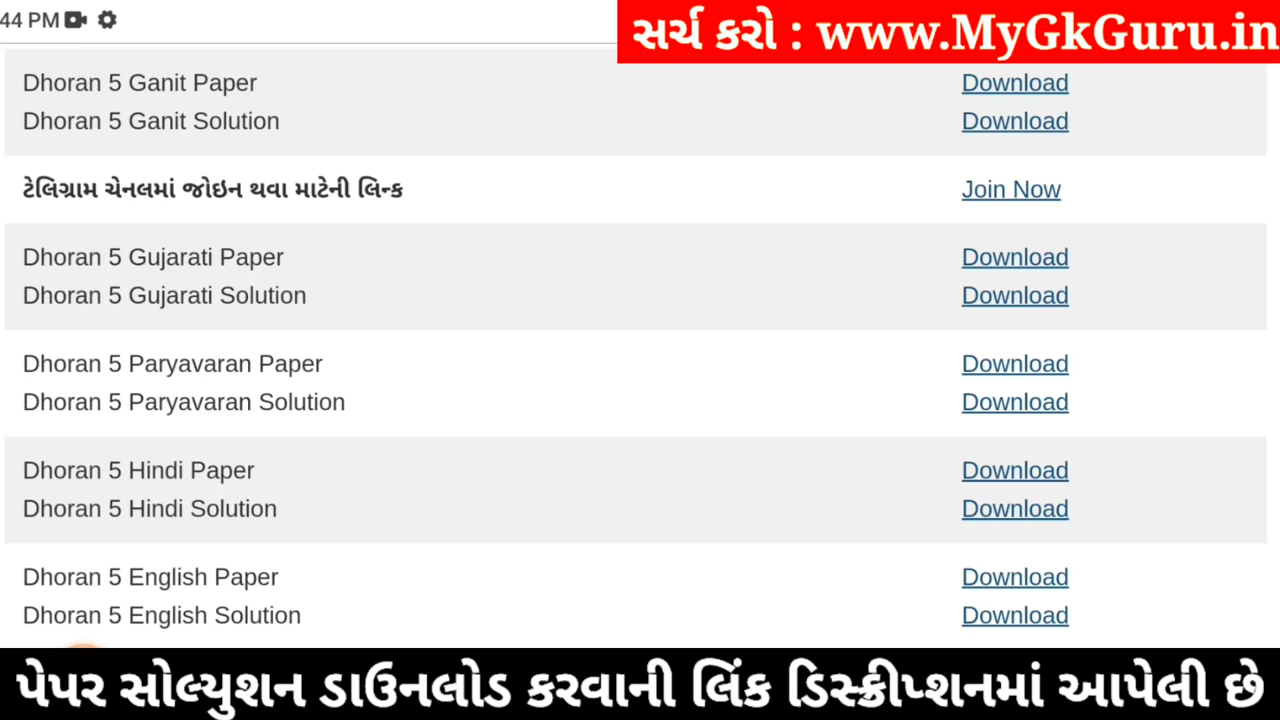 44 PM
સર્ચ કરો : www.MyGkGuru.in
Dhoran 5 Ganit Paper Download
Dhoran 5 Ganit Solution Download
ટેલિગ્રામ ચેનલમાં જોઇન થવા માટેની લિન્ક Join Now
Dhoran 5 Gujarati Paper Download
Dhoran 5 Gujarati Solution Download
Dhoran 5 Paryavaran Paper Download
Dhoran 5 Paryavaran Solution Download
Dhoran 5 Hindi Paper Download
Dhoran 5 Hindi Solution Download
Dhoran 5 English Paper Download
Dhoran 5 English Solution Download
પેપર સોલ્યુશન ડાઉનલોડ કરવાની લિંક ડિસ્ક્રીપ્શનમાં આપેલી છે